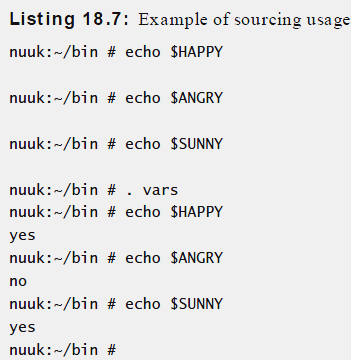 Listing 18.7: Example of sourcing usage
nuuk:~/bin # echo $HAPPY
nuuk:~/bin # echo $ANGRY
nuuk:~/bin # echo $SUNNY
nuuk:~/bin # . vars
nuuk:~/bin # echo $HAPPY
yes
nuuk:~/bin # echo $ANGRY
no
nuuk:~/bin # echo $SUNNY
yes
nuuk:~/bin #